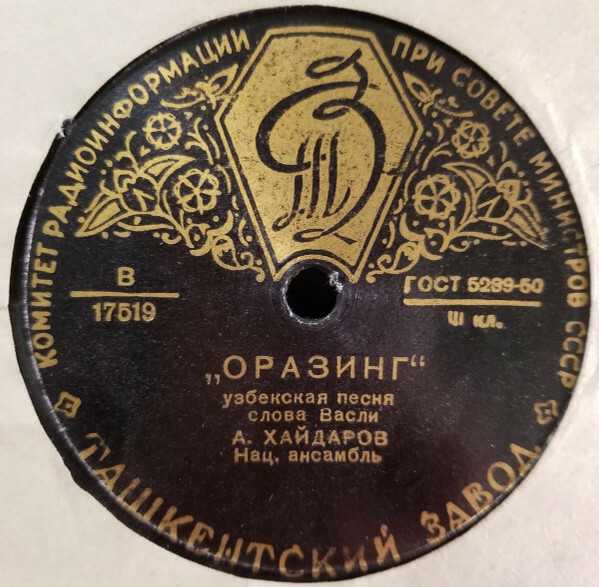 КОМИТЕТ РАДИОИНФОРМАЦИИ ПРИ СОВЕТЕ МИНИСТРОВ СССР
В
17519
ГОСТ 5289-50
Ш кл.
„ОРАЗИНГ“
узбекская песня
слова Васли
А. ХАЙДАРОВ
Нац. ансамбль
ТАШКЕНТСКИЙ ЗАВОД